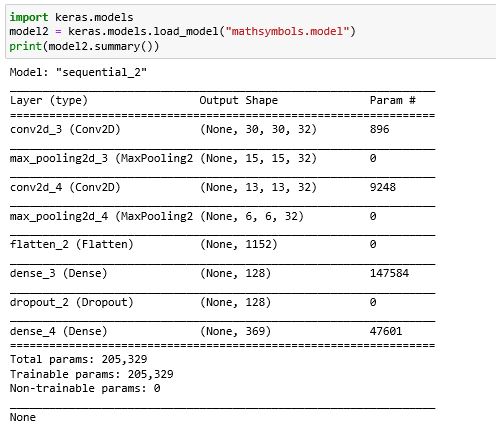 import keras.models
model2 = keras.models.load_model("mathsymbols.model")
print(model2.summary())
Model: "sequential_2"
_________________________________________________________________
Layer (type)                 Output Shape              Param #
=================================================================
conv2d_3 (Conv2D)            (None, 30, 30, 32)        896
_________________________________________________________________
max_pooling2d_3 (MaxPooling2 (None, 15, 15, 32)        0
_________________________________________________________________
conv2d_4 (Conv2D)            (None, 13, 13, 32)        9248
_________________________________________________________________
max_pooling2d_4 (MaxPooling2 (None, 6, 6, 32)          0
_________________________________________________________________
flatten_2 (Flatten)          (None, 1152)              0
_________________________________________________________________
dense_3 (Dense)              (None, 128)               147584
_________________________________________________________________
dropout_2 (Dropout)          (None, 128)               0
_________________________________________________________________
dense_4 (Dense)              (None, 369)               47601
=================================================================
Total params: 205,329
Trainable params: 205,329
Non-trainable params: 0
_________________________________________________________________
None